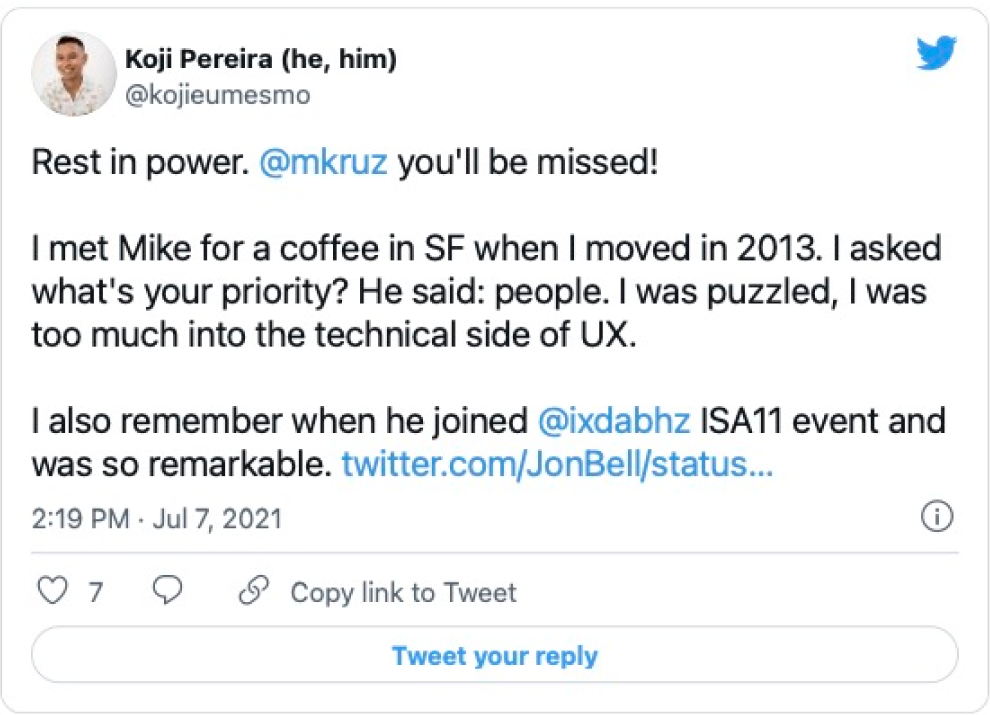 Koji Pereira (he, him)
@kojieumesmo
Rest in power. @mkruz you'll be missed!
I met Mike for a coffee in SF when I moved in 2013. I asked
what's your priority? He said: people. I was puzzled, I was
too much into the technical side of UX.
I also remember when he joined @ixdabhz ISA11 event and
was so remarkable. twitter.com/JonBell/status...
2:19 PM · Jul 7, 2021
7
Copy link to Tweet
Tweet your reply